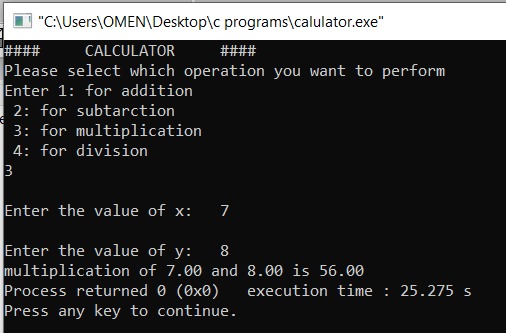 "C:\Users\OMEN\Desktop\c programs\calulator.exe"
####     CALCULATOR     ####
Please select which operation you want to perform
Enter 1: for addition
 2: for subtarction
 3: for multiplication
 4: for division
3
Enter the value of x:   7
Enter the value of y:   8
multiplication of 7.00 and 8.00 is 56.00
Process returned 0 (0x0)   execution time : 25.275 s
Press any key to continue.